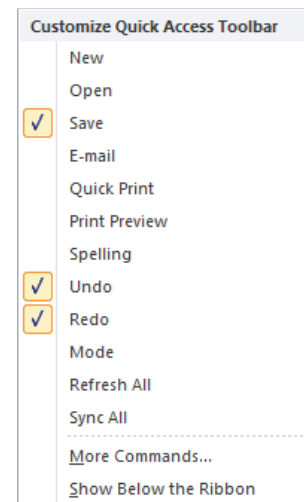 Customize Quick Access Toolbar
New
Open
Save
E-mail
Quick Print
Print Preview
Spelling
Undo
Redo
Mode
Refresh All
Sync All
More Commands...
Show Below the Ribbon